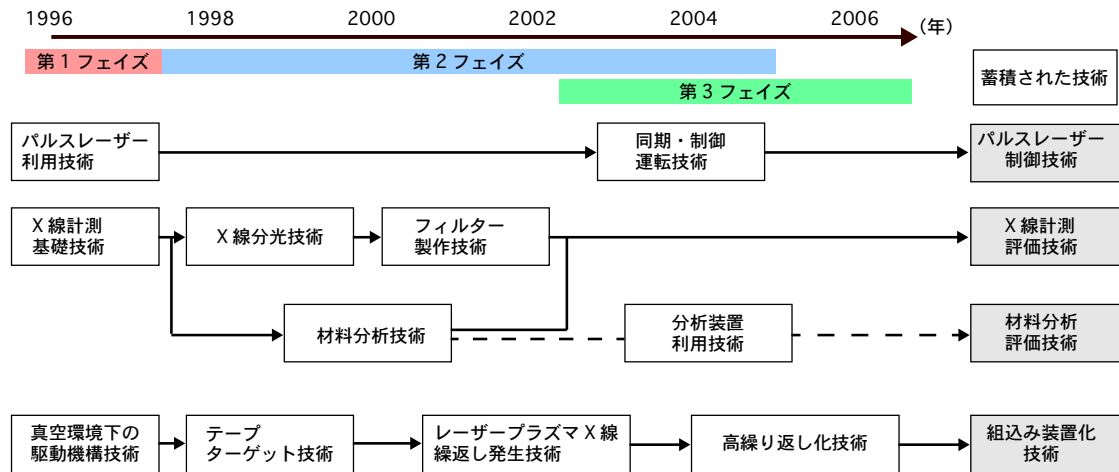 1996 1998 2000 2002 2004 2006 (年)
第1フェイズ 第2フェイズ
第3フェイズ
蓄積された技術
パルスレーザー
利用技術
同期・制御
運転技術
パルスレーザー
制御技術
X線計測
基礎技術
X線分光技術
フィルター
製作技術
X線計測
評価技術
材料分析技術
分析装置
利用技術
材料分析
評価技術
真空環境下の
駆動機構技術
テープ
ターゲット技術
レーザープラズマX線
繰返し発生技術
高繰り返し化技術
組込み装置化
技術